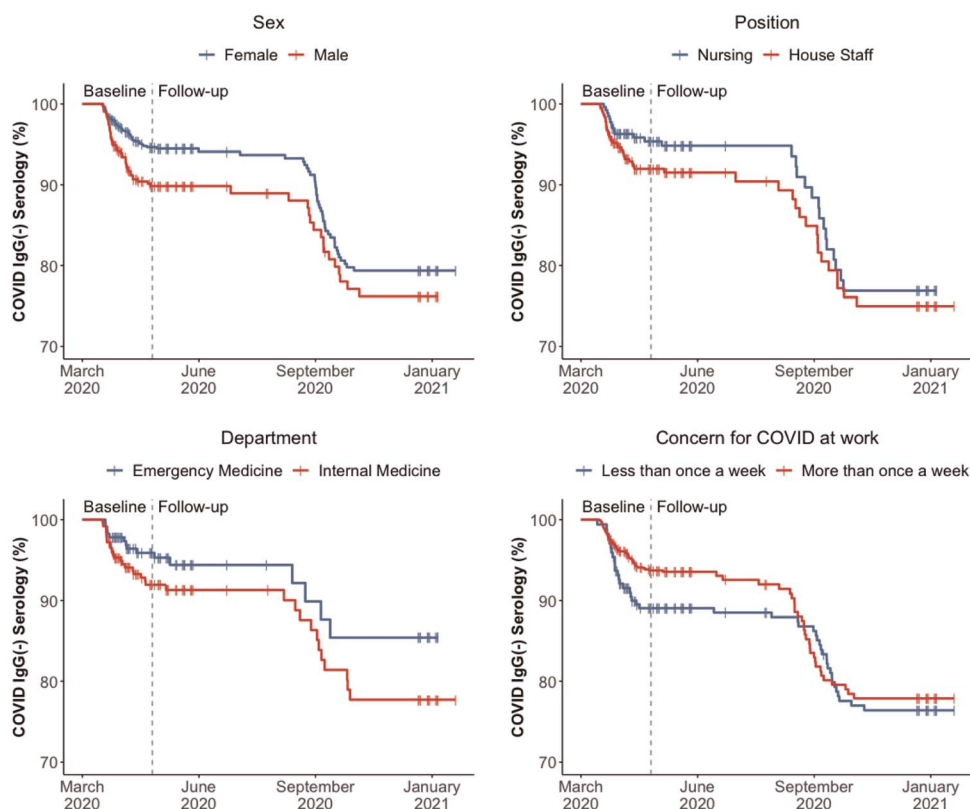 Sex
Female Male
Baseline Follow-up
COVID IgG(-) Serology (%)
100
90
80
70
March
2020
June
2020
September
2020
January
2021
Position
Nursing House Staff
Baseline Follow-up
COVID IgG(-) Serology (%)
100
90
80
70
March
2020
June
2020
September
2020
January
2021
Department
Emergency Medicine Internal Medicine
Baseline Follow-up
COVID IgG(-) Serology (%)
100
90
80
70
March
2020
June
2020
September
2020
January
2021
Concern for COVID at work
Less than once a week More than once a week
Baseline Follow-up
COVID IgG(-) Serology (%)
100
90
80
70
March
2020
June
2020
September
2020
January
2021